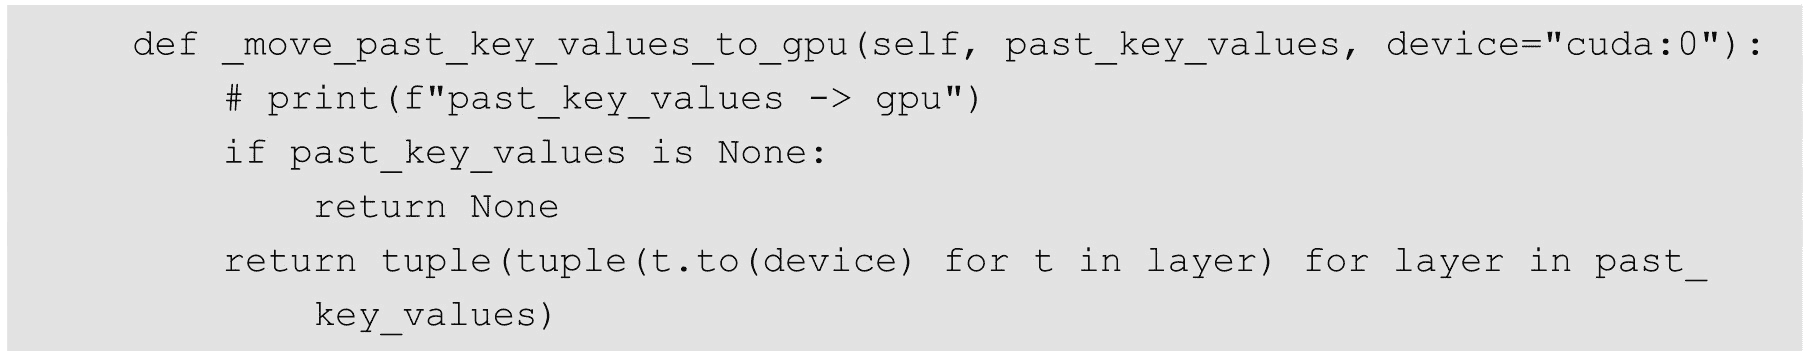 def _move_past_key_values_to_gpu(self, past_key_values, device="cuda:0"):
    # print(f"past_key_values -> gpu")
    if past_key_values is None:
        return None
    return tuple(tuple(t.to(device) for t in layer) for layer in past_
        key_values)